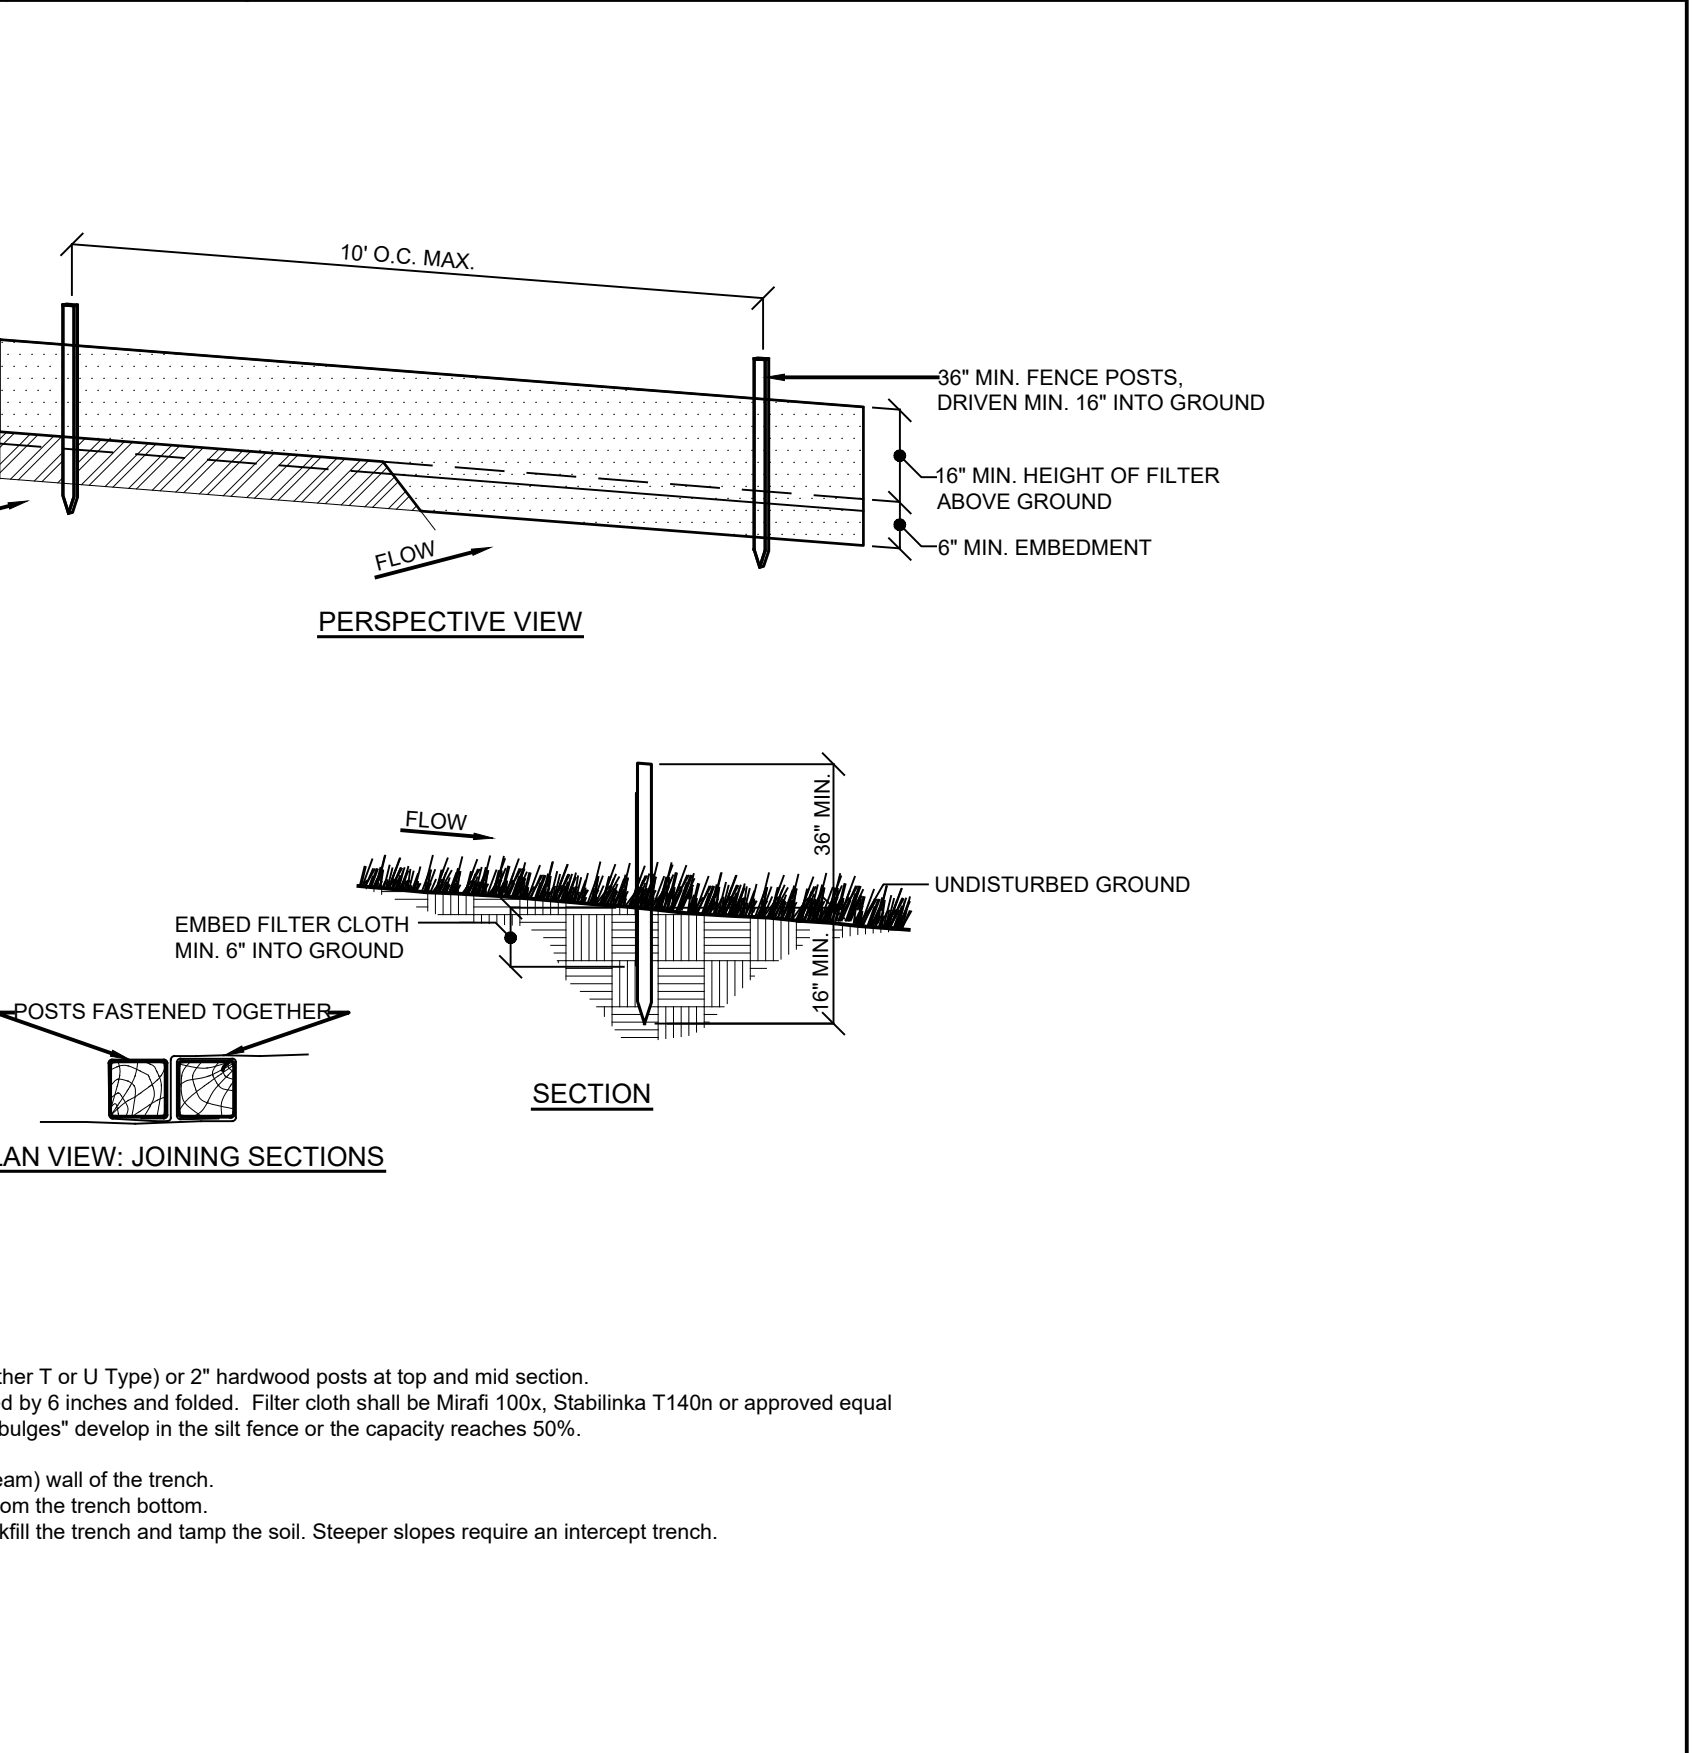 10' O.C. MAX.
36" MIN. FENCE POSTS,
DRIVEN MIN. 16" INTO GROUND
16" MIN. HEIGHT OF FILTER
ABOVE GROUND
6" MIN. EMBEDMENT
FLOW
PERSPECTIVE VIEW
FLOW
36" MIN.
UNDISTURBED GROUND
EMBED FILTER CLOTH
MIN. 6" INTO GROUND
16" MIN.
POSTS FASTENED TOGETHER
SECTION
LAN VIEW: JOINING SECTIONS
ther T or U Type) or 2" hardwood posts at top and mid section.
d by 6 inches and folded.  Filter cloth shall be Mirafi 100x, Stabilinka T140n or approved equal
bulges" develop in the silt fence or the capacity reaches 50%.
eam) wall of the trench.
om the trench bottom.
kfill the trench and tamp the soil. Steeper slopes require an intercept trench.